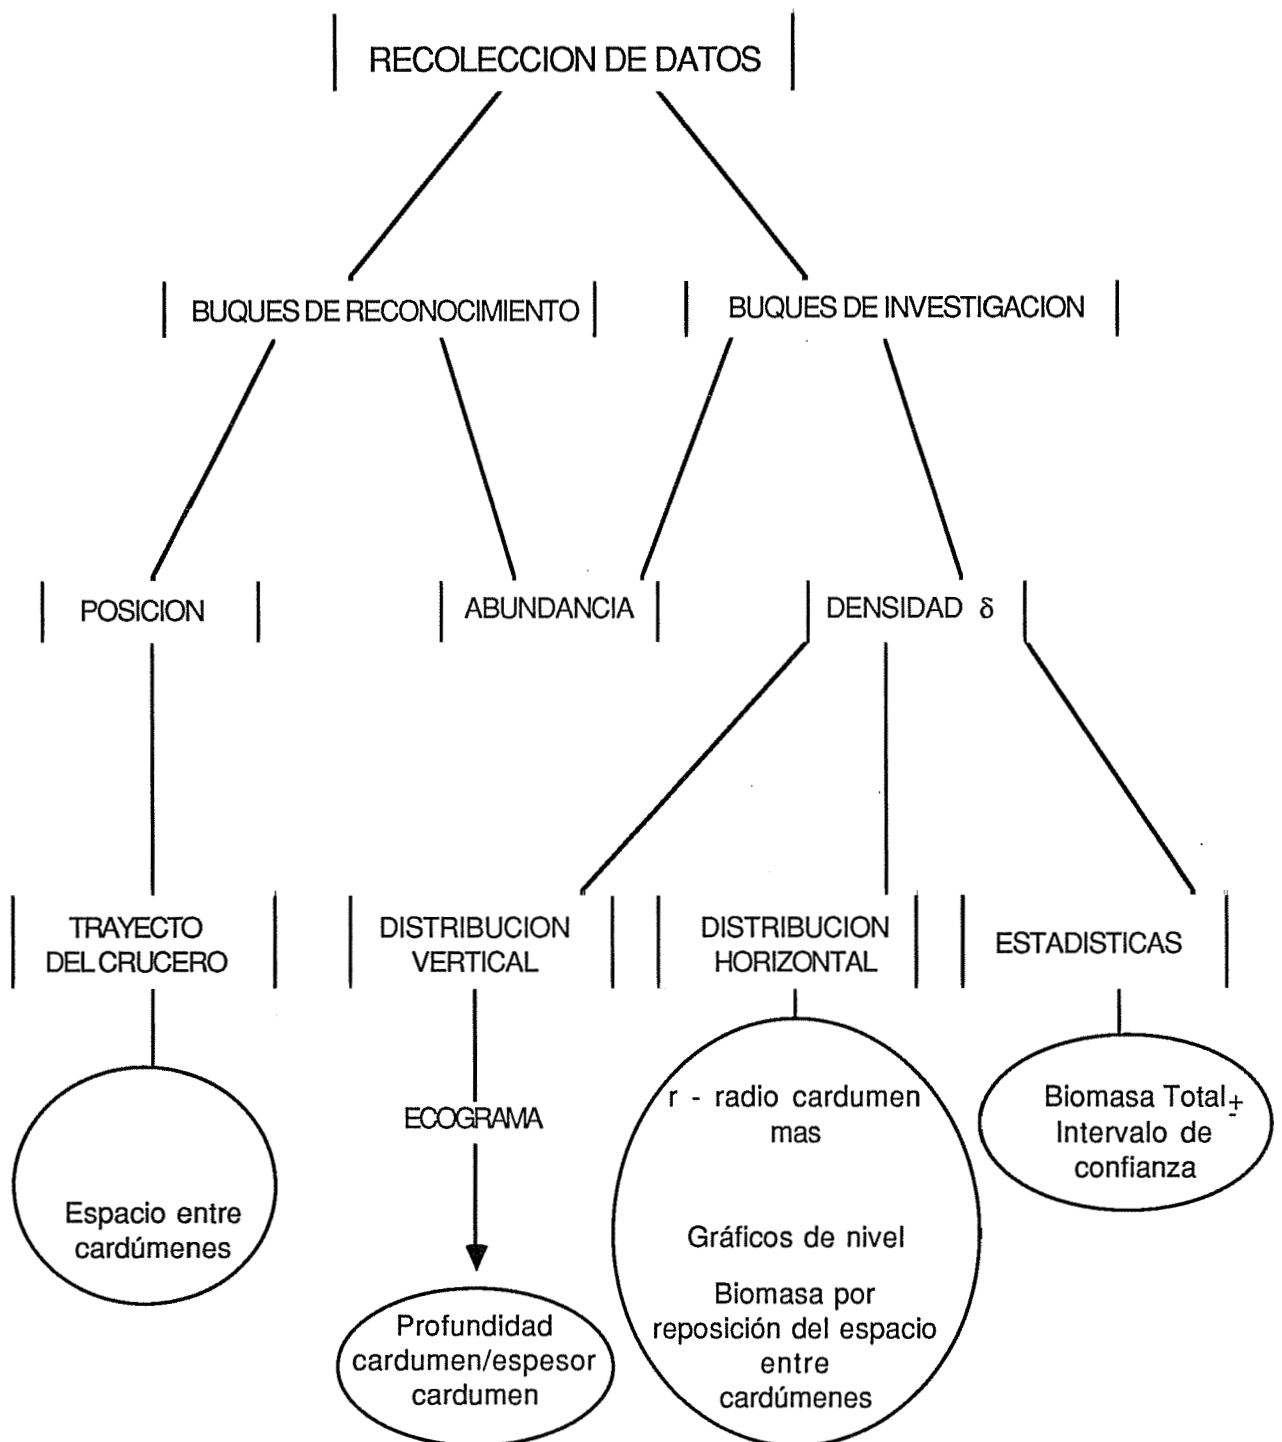 RECOLECCION DE DATOS
BUQUES DE RECONOCIMIENTO
BUQUES DE INVESTIGACION
POSICION
ABUNDANCIA
DENSIDAD δ
TRAYECTO
DEL CRUCERO
DISTRIBUCION
VERTICAL
DISTRIBUCION
HORIZONTAL
ESTADISTICAS
Espacio entre
cardúmenes
ECOGRAMA
Profundidad
cardumen/espesor
cardumen
r - radio cardumen
mas
Gráficos de nivel
Biomasa por
reposición del espacio
entre
cardúmenes
Biomasa Total ±
Intervalo de
confianza